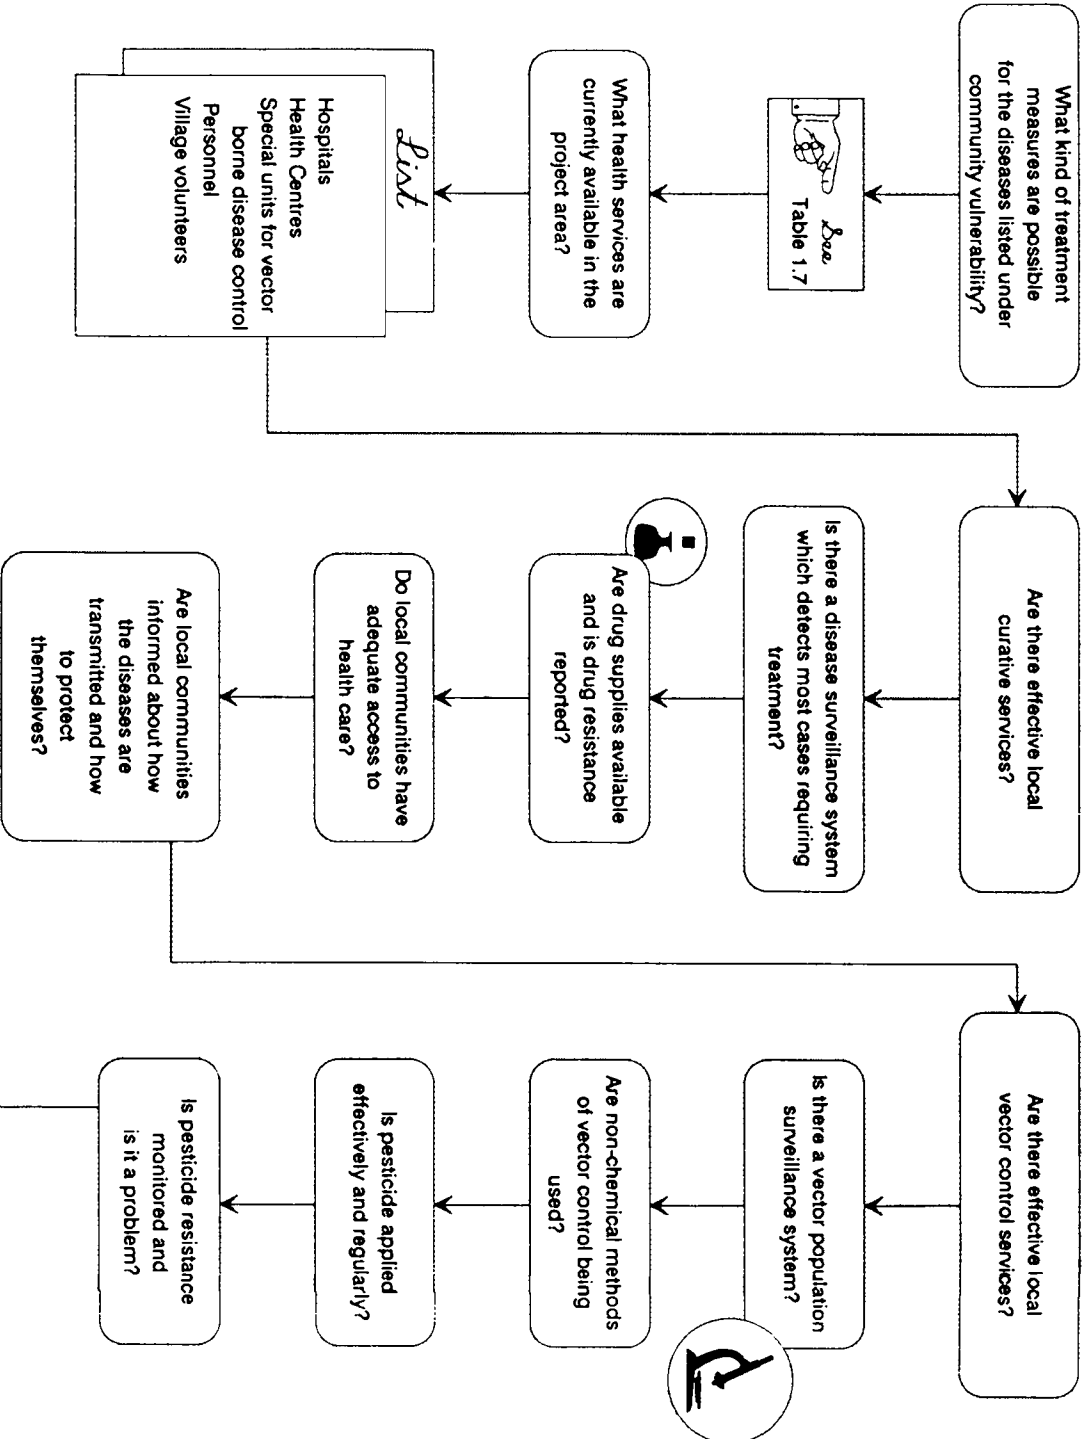 What kind of treatment
measures are possible
for the diseases listed under
community vulnerability?
See
Table 1.7
What health services are
currently available in the
project area?
List
Hospitals
Health Centres
Special units for vector
borne disease control
Personnel
Village volunteers
Are there effective local
curative services?
Is there a disease surveillance system
which detects most cases requiring
treatment?
Are drug supplies available
and is drug resistance
reported?
Do local communities have
adequate access to
health care?
Are local communities
informed about how
the diseases are
transmitted and how
to protect
themselves?
Are there effective local
vector control services?
Is there a vector population
surveillance system?
Are non-chemical methods
of vector control being
used?
Is pesticide applied
effectively and regularly?
Is pesticide resistance
monitored and
is it a problem?